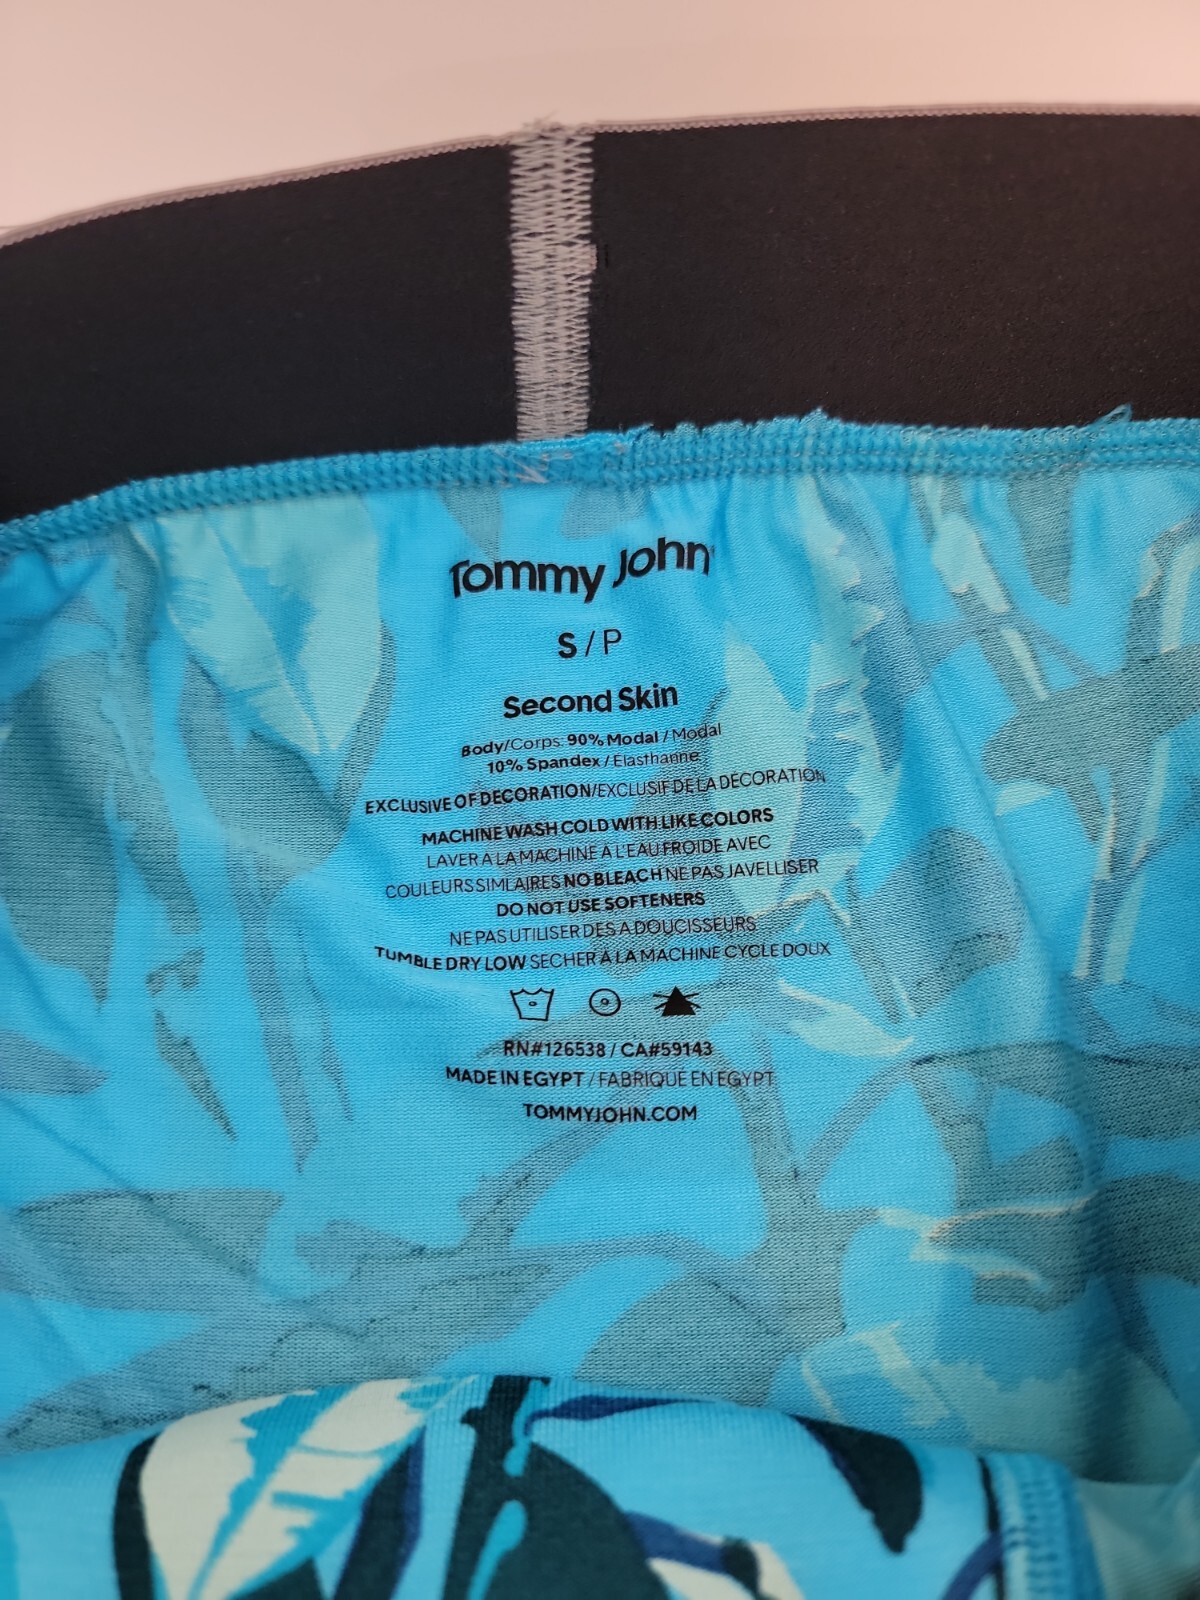 Tommy John
S / P
Second Skin
Body/Corps: 90% Modal / Modal
10% Spandex / Élasthanne
EXCLUSIVE OF DECORATION/EXCLUSIF DE LA DÉCORATION
MACHINE WASH COLD WITH LIKE COLORS
LAVER À LA MACHINE À L'EAU FROIDE AVEC
COULEURS SIMLAIRES NO BLEACH NE PAS JAVELLISER
DO NOT USE SOFTENERS
NE PAS UTILISER DES ADOUCISSEURS
TUMBLE DRY LOW SECHER À LA MACHINE CYCLE DOUX
RN#126538 / CA#59143
MADE IN EGYPT / FABRIQUE EN EGYPT
TOMMYJOHN.COM